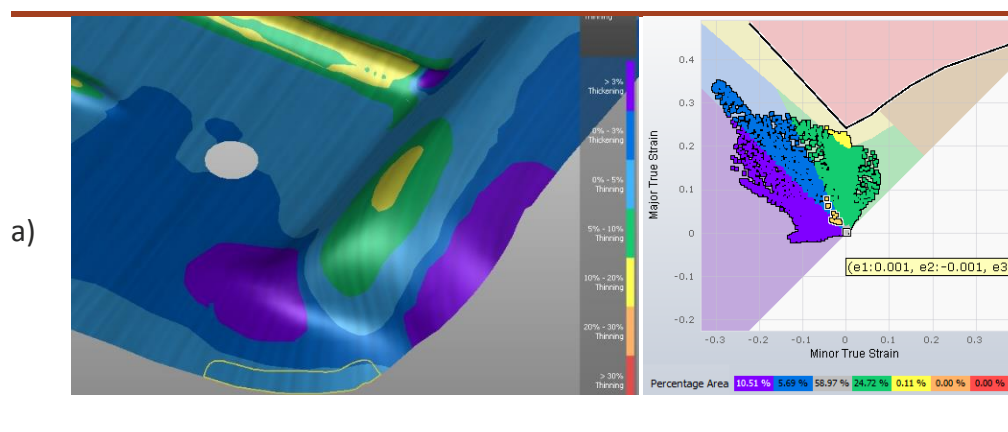 a)
Thinning
> 3%
Thickening
0% - 3%
Thickening
0% - 5%
Thinning
5% - 10%
Thinning
10% - 20%
Thinning
20% - 30%
Thinning
> 30%
Thinning
Major True Strain
0.4
0.3
0.2
0.1
0
-0.1
-0.2
(e1:0.001, e2:-0.001, e3
-0.3 -0.2 -0.1 0 0.1 0.2 0.3
Minor True Strain
Percentage Area 10.51 % 5.69 % 58.97 % 24.72 % 0.11 % 0.00 % 0.00 %